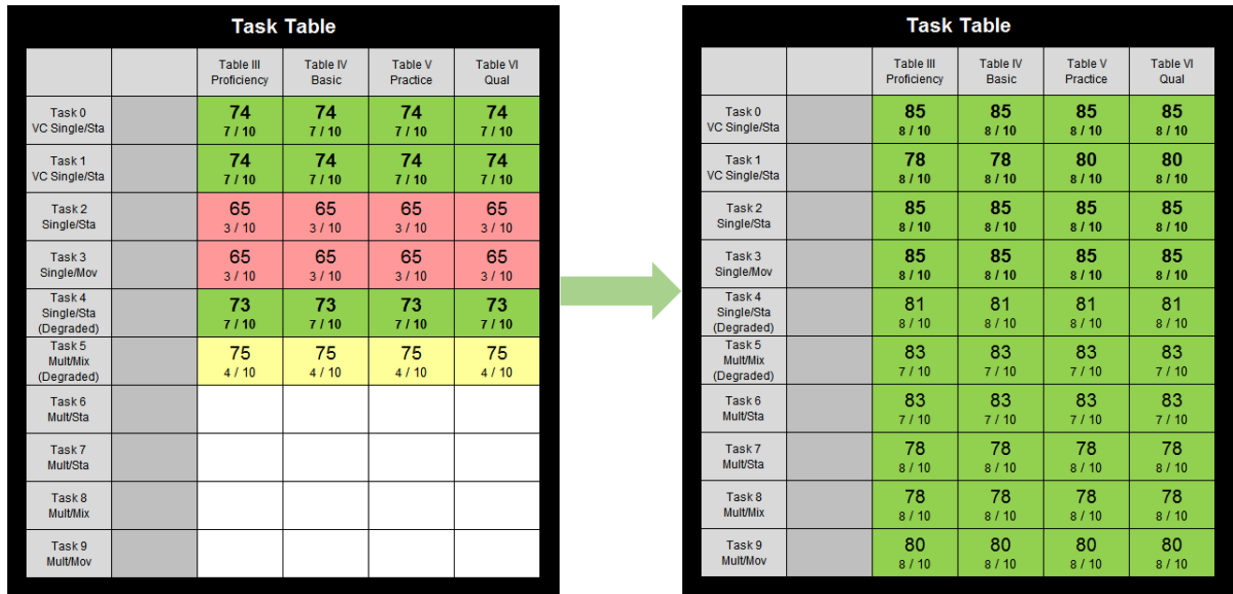 Task Table
Table III Proficiency
Table IV Basic
Table V Practice
Table VI Qual
Task 0
VC Single/Sta
74 74 74 74
7 / 10 7 / 10 7 / 10 7 / 10
Task 1
VC Single/Sta
74 74 74 74
7 / 10 7 / 10 7 / 10 7 / 10
Task 2
Single/Sta
65 65 65 65
3 / 10 3 / 10 3 / 10 3 / 10
Task 3
Single/Mov
65 65 65 65
3 / 10 3 / 10 3 / 10 3 / 10
Task 4
Single/Sta
(Degraded)
73 73 73 73
7 / 10 7 / 10 7 / 10 7 / 10
Task 5
Mult/Mix
(Degraded)
75 75 75 75
4 / 10 4 / 10 4 / 10 4 / 10
Task 6
Mult/Sta
Task 7
Mult/Sta
Task 8
Mult/Mix
Task 9
Mult/Mov
Task Table
Table III Proficiency
Table IV Basic
Table V Practice
Table VI Qual
Task 0
VC Single/Sta
85 85 85 85
8 / 10 8 / 10 8 / 10 8 / 10
Task 1
VC Single/Sta
78 78 80 80
8 / 10 8 / 10 8 / 10 8 / 10
Task 2
Single/Sta
85 85 85 85
8 / 10 8 / 10 8 / 10 8 / 10
Task 3
Single/Mov
85 85 85 85
8 / 10 8 / 10 8 / 10 8 / 10
Task 4
Single/Sta
(Degraded)
81 81 81 81
8 / 10 8 / 10 8 / 10 8 / 10
Task 5
Mult/Mix
(Degraded)
83 83 83 83
7 / 10 7 / 10 7 / 10 7 / 10
Task 6
Mult/Sta
83 83 83 83
7 / 10 7 / 10 7 / 10 7 / 10
Task 7
Mult/Sta
78 78 78 78
8 / 10 8 / 10 8 / 10 8 / 10
Task 8
Mult/Mix
78 78 78 78
8 / 10 8 / 10 8 / 10 8 / 10
Task 9
Mult/Mov
80 80 80 80
8 / 10 8 / 10 8 / 10 8 / 10